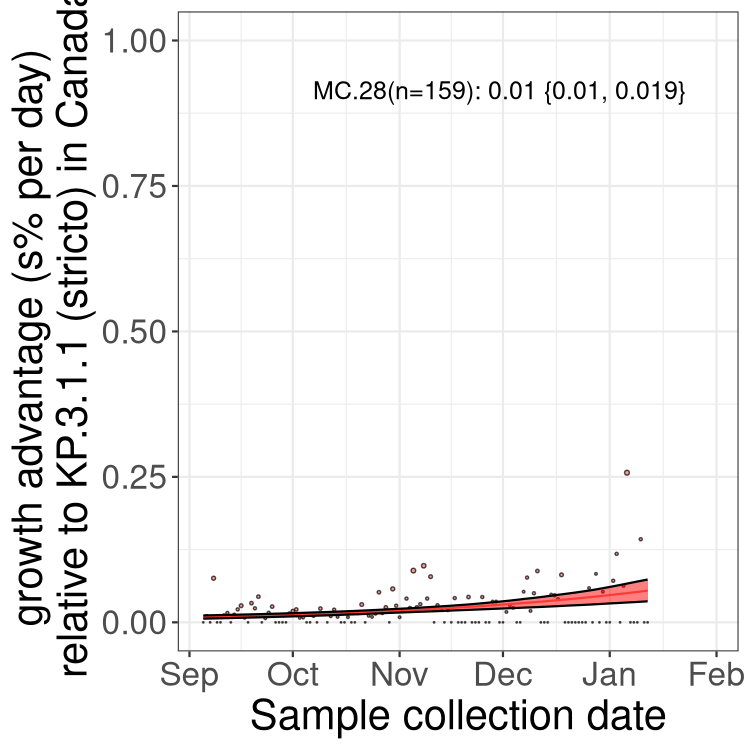 growth advantage (s% per day)
relative to KP.3.1.1 (stricto) in Canada
1.00
0.75
0.50
0.25
0.00
MC.28(n=159): 0.01 {0.01, 0.019}
Sep Oct Nov Dec Jan Feb
Sample collection date